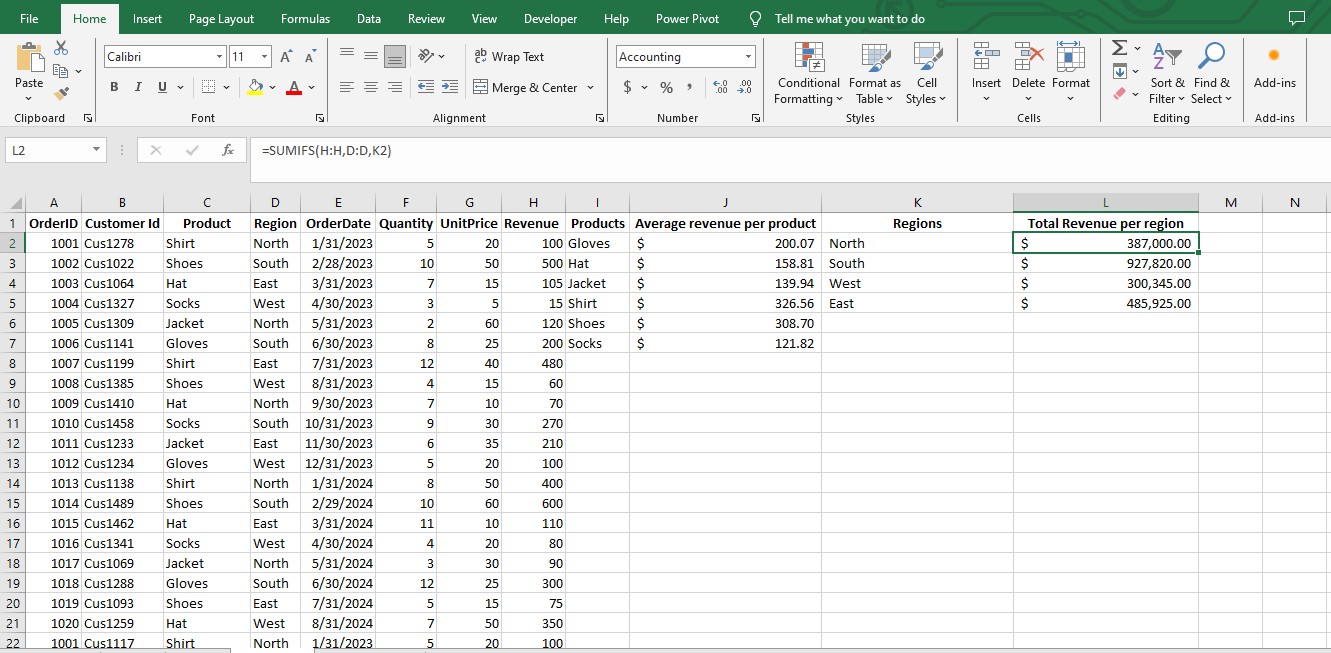 File Home Insert Page Layout Formulas Data Review View Developer Help Power Pivot Tell me what you want to do
Calibri 11 A A Wrap Text Accounting
Paste B I U A Merge & Center $ % , .00 .0 Conditional Formatting Format as Table Cell Styles Insert Delete Format Sort & Filter Find & Select Add-ins
Clipboard Font Alignment Number Styles Cells Editing Add-ins
L2 fx =SUMIFS(H:H,D:D,K2)
A B C D E F G H I J K L M N
1 OrderID Customer Id Product Region OrderDate Quantity UnitPrice Revenue Products Average revenue per product Regions Total Revenue per region
2 1001 Cus1278 Shirt North 1/31/2023 5 20 100 Gloves $ 200.07 North $ 387,000.00
3 1002 Cus1022 Shoes South 2/28/2023 10 50 500 Hat $ 158.81 South $ 927,820.00
4 1003 Cus1064 Hat East 3/31/2023 7 15 105 Jacket $ 139.94 West $ 300,345.00
5 1004 Cus1327 Socks West 4/30/2023 3 5 15 Shirt $ 326.56 East $ 485,925.00
6 1005 Cus1309 Jacket North 5/31/2023 2 60 120 Shoes $ 308.70
7 1006 Cus1141 Gloves South 6/30/2023 8 25 200 Socks $ 121.82
8 1007 Cus1199 Shirt East 7/31/2023 12 40 480
9 1008 Cus1385 Shoes West 8/31/2023 4 15 60
10 1009 Cus1410 Hat North 9/30/2023 7 10 70
11 1010 Cus1458 Socks South 10/31/2023 9 30 270
12 1011 Cus1233 Jacket East 11/30/2023 6 35 210
13 1012 Cus1234 Gloves West 12/31/2023 5 20 100
14 1013 Cus1138 Shirt North 1/31/2024 8 50 400
15 1014 Cus1489 Shoes South 2/29/2024 10 60 600
16 1015 Cus1462 Hat East 3/31/2024 11 10 110
17 1016 Cus1341 Socks West 4/30/2024 4 20 80
18 1017 Cus1069 Jacket North 5/31/2024 3 30 90
19 1018 Cus1288 Gloves South 6/30/2024 12 25 300
20 1019 Cus1093 Shoes East 7/31/2024 5 15 75
21 1020 Cus1259 Hat West 8/31/2024 7 50 350
22 1001 Cus1117 Shirt North 1/31/2023 5 20 100